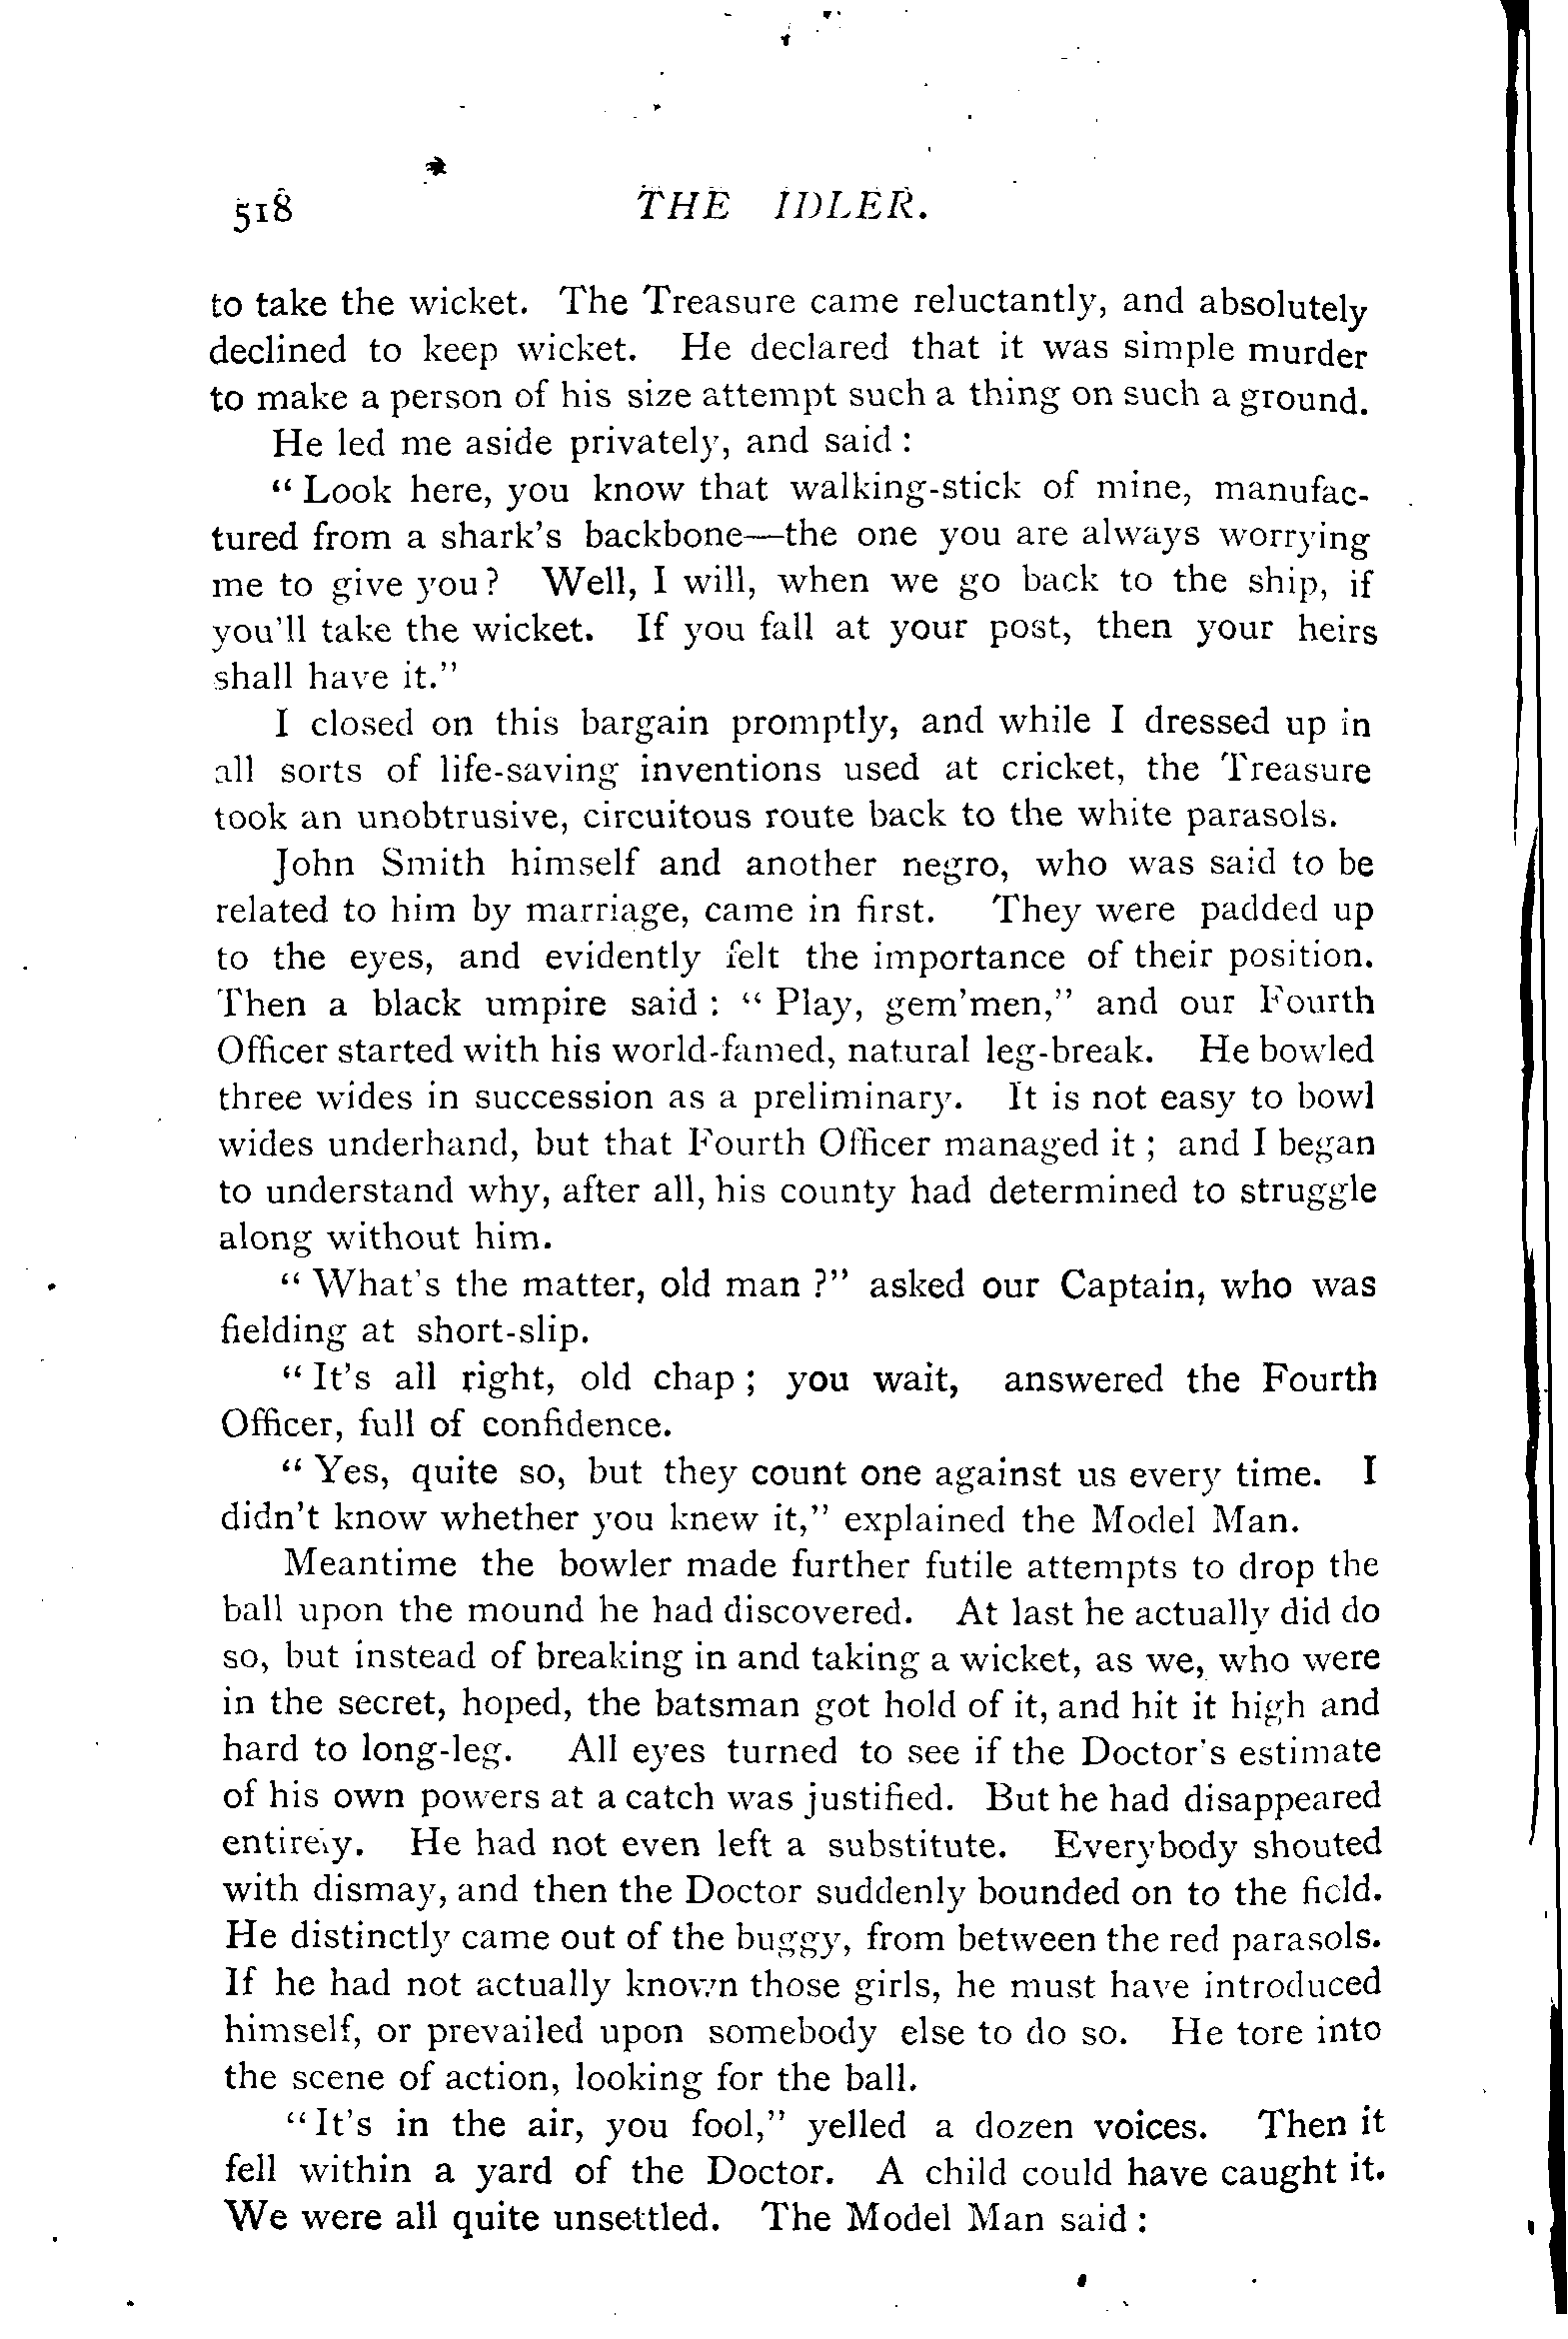 518 THE IDLER.
to take the wicket. The Treasure came reluctantly, and absolutely
declined to keep wicket. He declared that it was simple murder
to make a person of his size attempt such a thing on such a ground.
He led me aside privately, and said :
“ Look here, you know that walking-stick of mine, manufac-
tured from a shark's backbone—the one you are always worrying
me to give you ? Well, I will, when we go back to the ship, if
you'll take the wicket. If you fall at your post, then your heirs
shall have it.”
I closed on this bargain promptly, and while I dressed up in
all sorts of life-saving inventions used at cricket, the Treasure
took an unobtrusive, circuitous route back to the white parasols.
John Smith himself and another negro, who was said to be
related to him by marriage, came in first. They were padded up
to the eyes, and evidently felt the importance of their position.
Then a black umpire said : “ Play, gem'men,” and our Fourth
Officer started with his world-famed, natural leg-break. He bowled
three wides in succession as a preliminary. It is not easy to bowl
wides underhand, but that Fourth Officer managed it ; and I began
to understand why, after all, his county had determined to struggle
along without him.
“ What's the matter, old man ?” asked our Captain, who was
fielding at short-slip.
“ It's all right, old chap ; you wait, answered the Fourth
Officer, full of confidence.
“ Yes, quite so, but they count one against us every time. I
didn't know whether you knew it,” explained the Model Man.
Meantime the bowler made further futile attempts to drop the
ball upon the mound he had discovered. At last he actually did do
so, but instead of breaking in and taking a wicket, as we, who were
in the secret, hoped, the batsman got hold of it, and hit it high and
hard to long-leg. All eyes turned to see if the Doctor's estimate
of his own powers at a catch was justified. But he had disappeared
entirely. He had not even left a substitute. Everybody shouted
with dismay, and then the Doctor suddenly bounded on to the field.
He distinctly came out of the buggy, from between the red parasols.
If he had not actually known those girls, he must have introduced
himself, or prevailed upon somebody else to do so. He tore into
the scene of action, looking for the ball.
“ It's in the air, you fool,” yelled a dozen voices. Then it
fell within a yard of the Doctor. A child could have caught it.
We were all quite unsettled. The Model Man said :